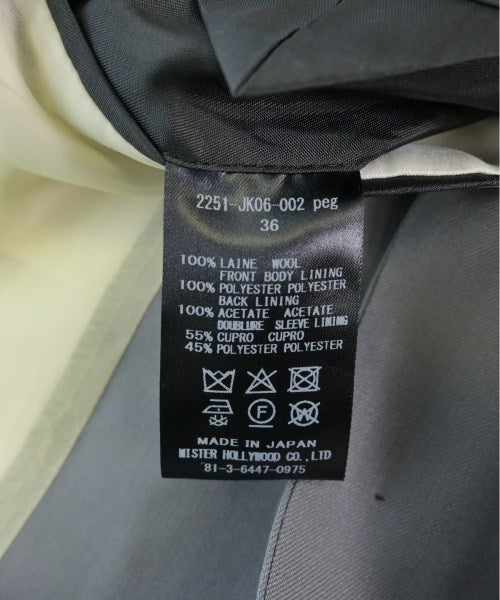 2251-JK06-002 peg
36
100% LAINE WOOL
FRONT BODY LINING
100% POLYESTER POLYESTER
BACK LINING
100% ACETATE ACETATE
DOUBLURE SLEEVE LINING
55% CUPRO CUPRO
45% POLYESTER POLYESTER
F W
MADE IN JAPAN
MISTER HOLLYWOOD CO.,LTD
81-3-6447-0975